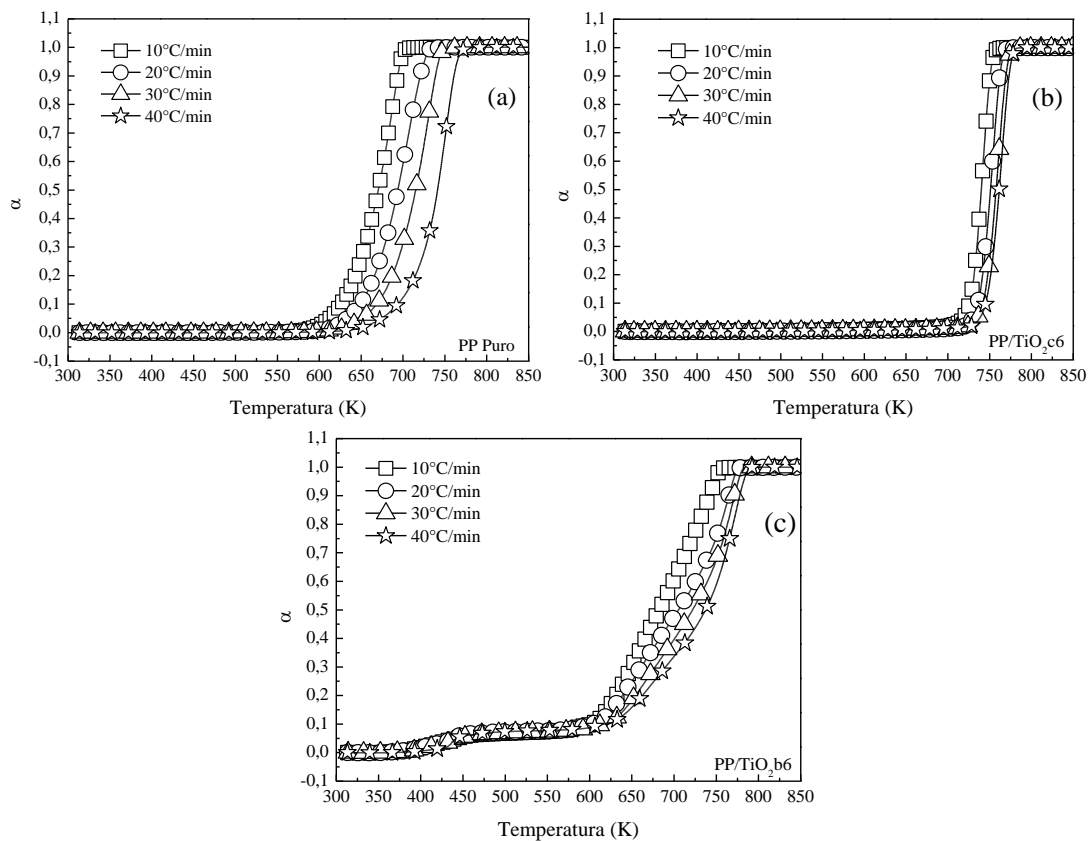 1,1
1,0
0,9
0,8
0,7
0,6
0,5
0,4
0,3
0,2
0,1
0,0
-0,1
α
10°C/min
20°C/min
30°C/min
40°C/min
(a)
PP Puro
300 350 400 450 500 550 600 650 700 750 800 850
Temperatura (K)
1,1
1,0
0,9
0,8
0,7
0,6
0,5
0,4
0,3
0,2
0,1
0,0
-0,1
α
10°C/min
20°C/min
30°C/min
40°C/min
(b)
PP/TiO₂c6
300 350 400 450 500 550 600 650 700 750 800 850
Temperatura (K)
1,1
1,0
0,9
0,8
0,7
0,6
0,5
0,4
0,3
0,2
0,1
0,0
-0,1
α
10°C/min
20°C/min
30°C/min
40°C/min
(c)
PP/TiO₂b6
300 350 400 450 500 550 600 650 700 750 800 850
Temperatura (K)